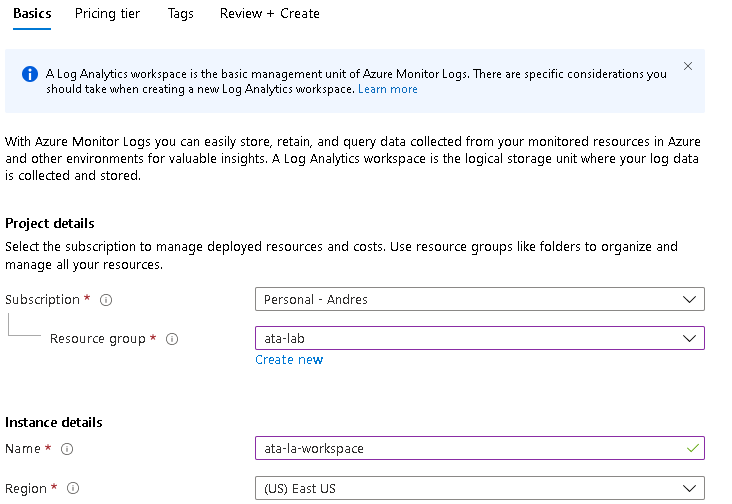 Basics Pricing tier Tags Review + Create
A Log Analytics workspace is the basic management unit of Azure Monitor Logs. There are specific considerations you
should take when creating a new Log Analytics workspace. Learn more
With Azure Monitor Logs you can easily store, retain, and query data collected from your monitored resources in Azure
and other environments for valuable insights. A Log Analytics workspace is the logical storage unit where your log data
is collected and stored.
Project details
Select the subscription to manage deployed resources and costs. Use resource groups like folders to organize and
manage all your resources.
Subscription * Personal - Andres
Resource group * ata-lab
Create new
Instance details
Name * ata-la-workspace
Region * (US) East US